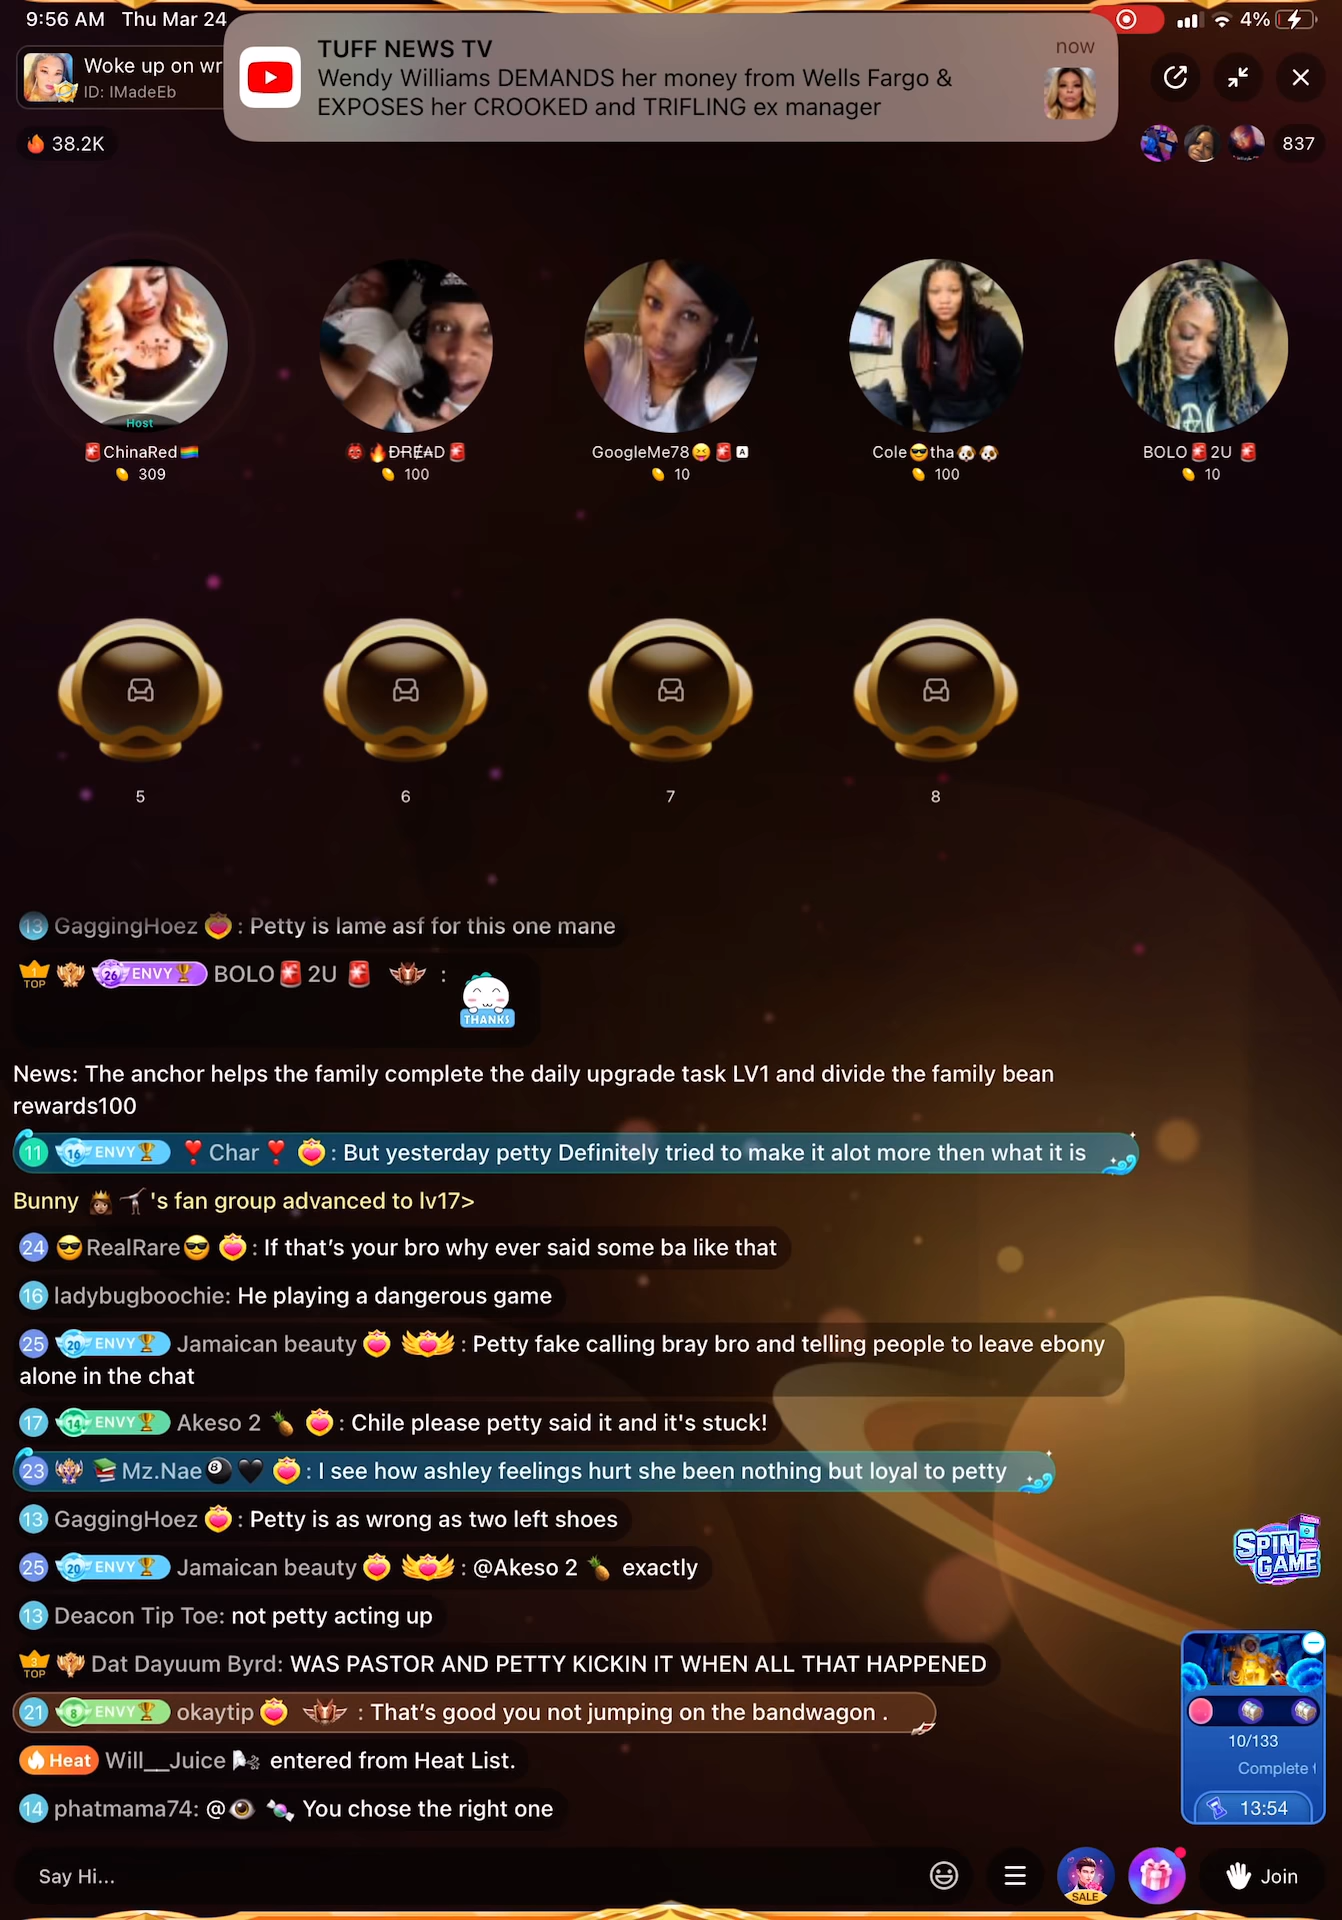 9:56 AM Thu Mar 24
4%
TUFF NEWS TV
now
Wendy Williams DEMANDS her money from Wells Fargo &
EXPOSES her CROOKED and TRIFLING ex manager
Woke up on wr
ID: IMadeEb
38.2K
837
Host
🚨ChinaRed🏳️‍🌈
309
👹🔥DREAD🚨
100
GoogleMe78😝🚨🅰
10
Cole😎tha🐶🐶
100
BOLO🚨2U 🚨
10
5
6
7
8
13 GaggingHoez : Petty is lame asf for this one mane
1 TOP 26 ENVY🏆 BOLO🚨2U 🚨 :
THANKS
News: The anchor helps the family complete the daily upgrade task LV1 and divide the family bean
rewards100
11 16 ENVY🏆 ❣️Char❣️ : But yesterday petty Definitely tried to make it alot more then what it is
Bunny 👸🏽🤸🏽‍♀️'s fan group advanced to lv17>
24 😎RealRare😎 : If that's your bro why ever said some ba like that
16 ladybugboochie: He playing a dangerous game
25 20 ENVY🏆 Jamaican beauty : Petty fake calling bray bro and telling people to leave ebony
alone in the chat
17 14 ENVY🏆 Akeso 2 🍍 : Chile please petty said it and it's stuck!
23 📚Mz.Nae🎱🖤 : I see how ashley feelings hurt she been nothing but loyal to petty
13 GaggingHoez : Petty is as wrong as two left shoes
25 20 ENVY🏆 Jamaican beauty : @Akeso 2 🍍 exactly
13 Deacon Tip Toe: not petty acting up
3 TOP Dat Dayuum Byrd: WAS PASTOR AND PETTY KICKIN IT WHEN ALL THAT HAPPENED
21 8 ENVY🏆 okaytip : That's good you not jumping on the bandwagon .
Heat Will__Juice 🌬 entered from Heat List.
14 phatmama74: @👁 🍬 You chose the right one
SPIN
GAME
10/133
Complete t
13:54
Say Hi...
SALE
Join